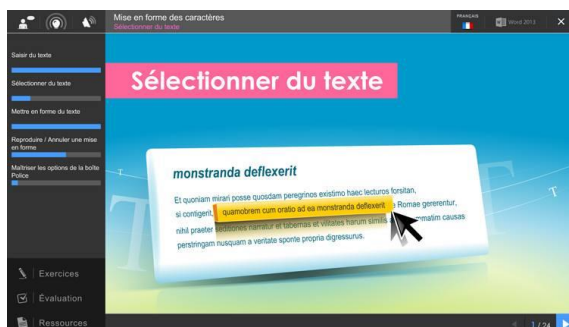 Mise en forme des caractères
Sélectionner du texte
FRANÇAIS
Word 2013
Saisir du texte
Sélectionner du texte
Mettre en forme du texte
Reproduire / Annuler une mise
en forme
Maîtriser les options de la boîte
Police
Exercices
Évaluation
Ressources
Sélectionner du texte
monstranda deflexerit
Et quoniam mirari posse quosdam peregrinos existimo haec lecturos forsitan,
si contigerit, quamobrem cum oratio ad ea monstranda deflexerit Romae gererentur,
nihil praeter seditiones narratur et tabernas et vilitates harum similis summatim causas
perstringam nusquam a veritate sponte propria digressurus.
T
T
1 / 24